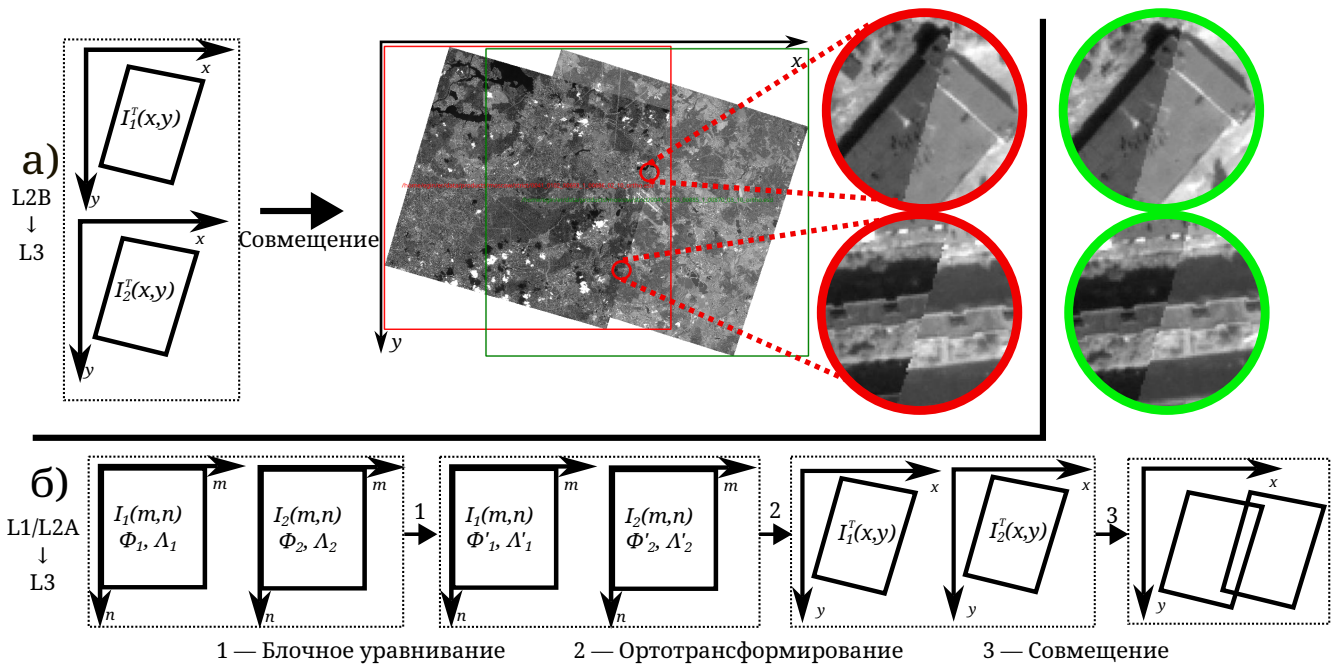 x
I₁ᵀ(x,y)
y
а)
L2B
↓
L3
x
I₂ᵀ(x,y)
y
Совмещение
x
y
б)
L1/L2A
↓
L3
m
I₁(m,n)
Φ₁, Λ₁
n
m
I₂(m,n)
Φ₂, Λ₂
n
1
m
I₁(m,n)
Φ'₁, Λ'₁
n
m
I₂(m,n)
Φ'₂, Λ'₂
n
2
x
I₁ᵀ(x,y)
y
x
I₂ᵀ(x,y)
y
3
x
y
1 — Блочное уравнивание
2 — Ортотрансформирование
3 — Совмещение